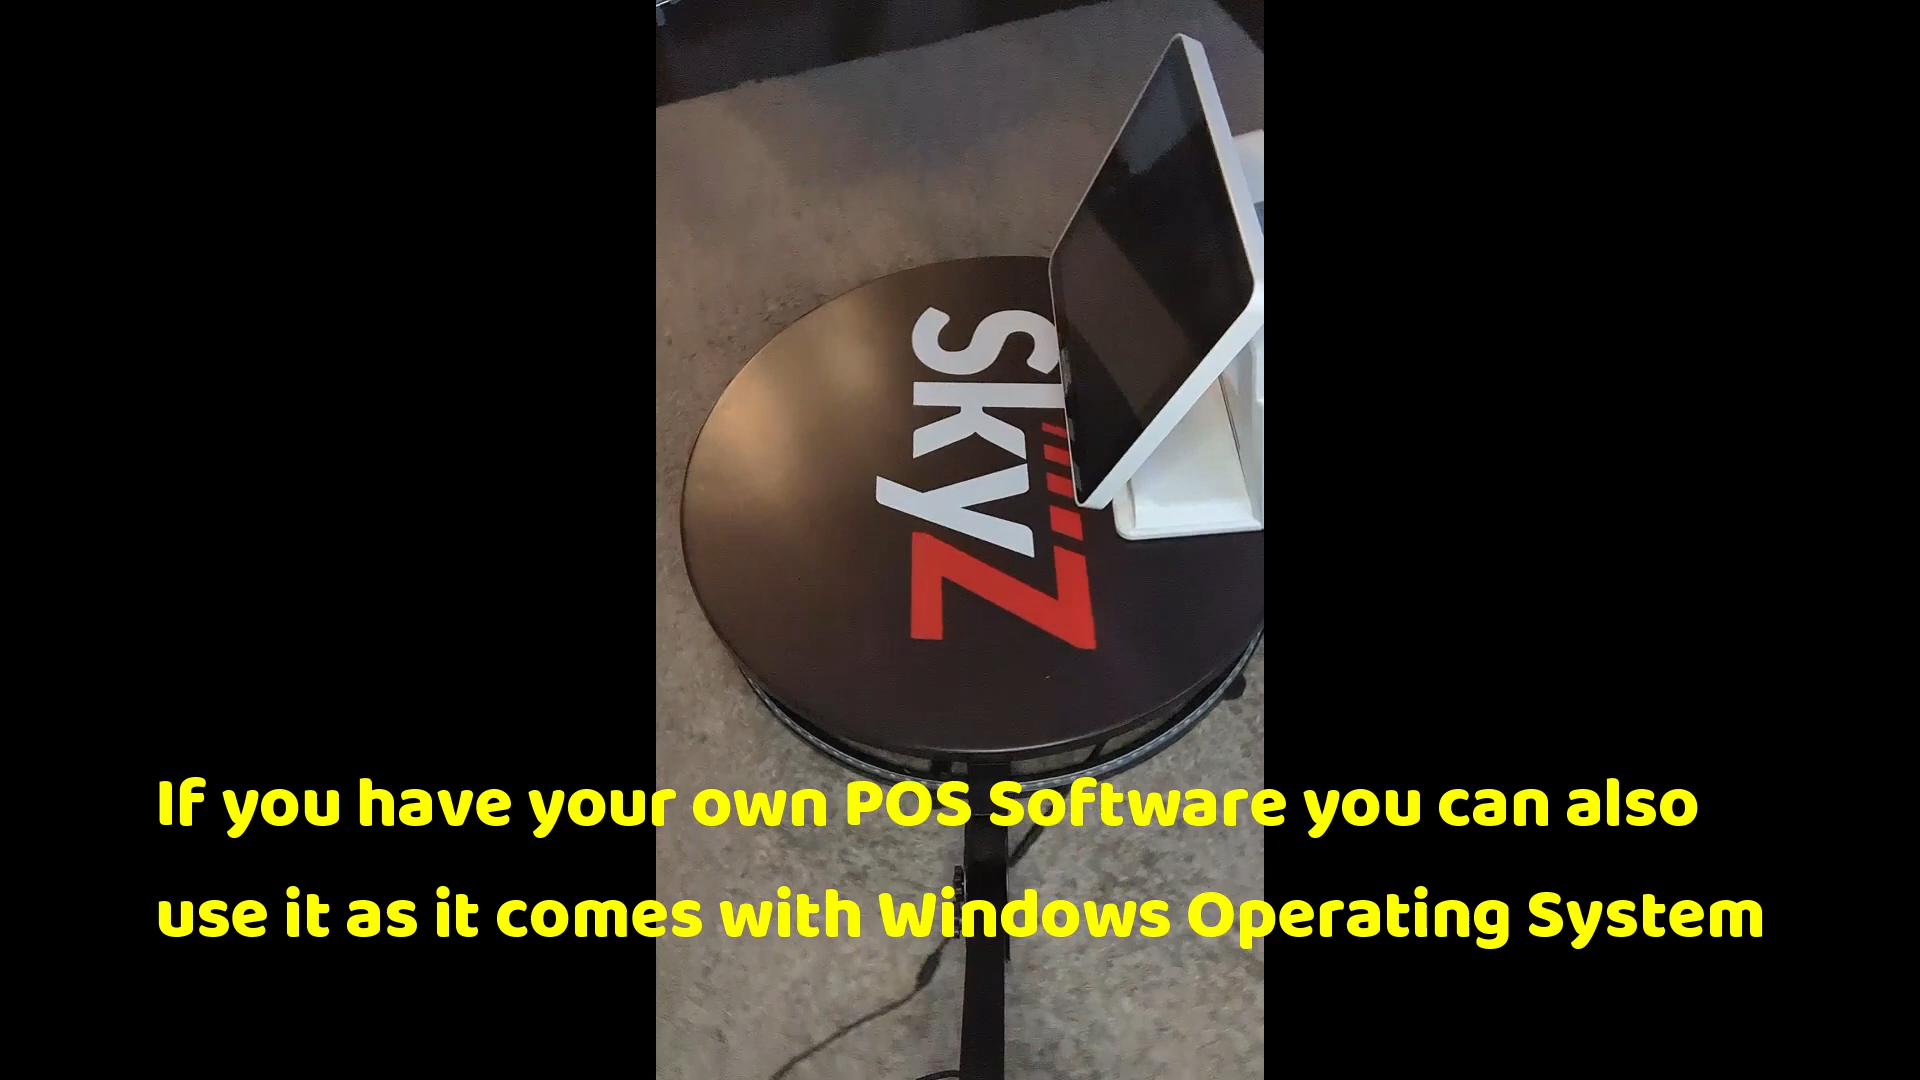 SkyZ
If you have your own POS Software you can also
use it as it comes with Windows Operating System